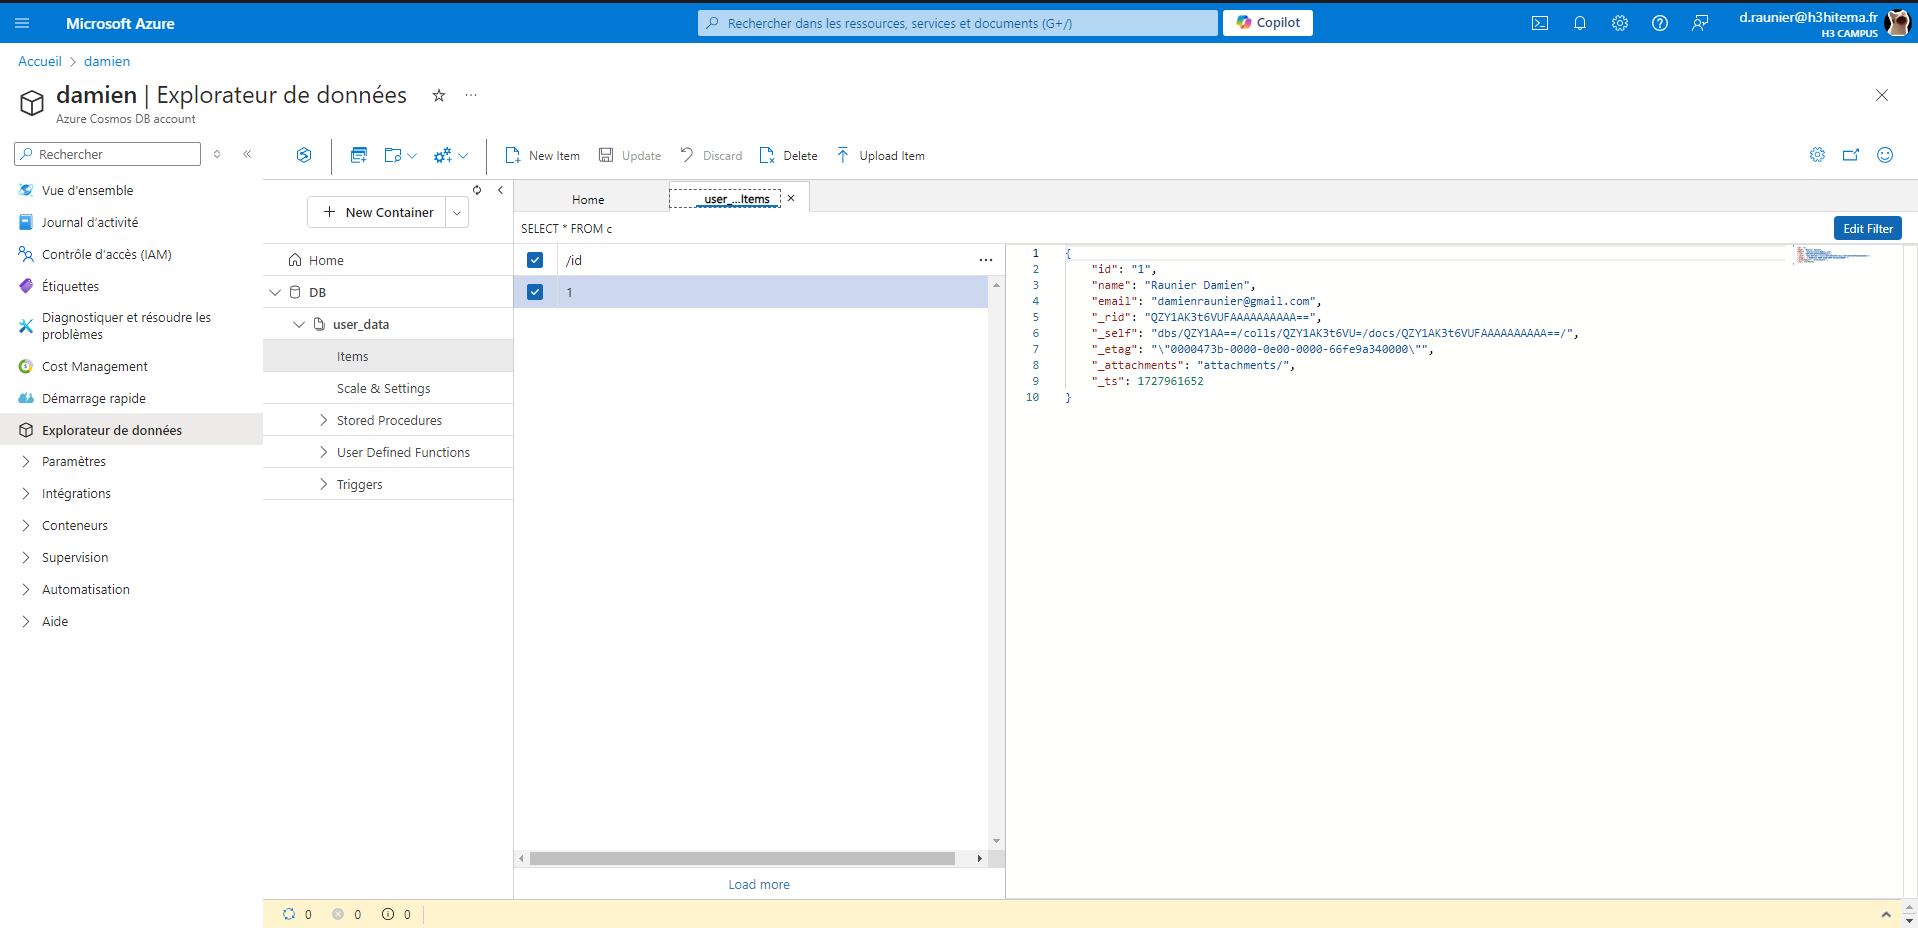 Microsoft Azure
Rechercher dans les ressources, services et documents (G+/)
Copilot
d.raunier@h3hitema.fr
H3 CAMPUS
Accueil > damien
damien | Explorateur de données
Azure Cosmos DB account
Rechercher
Vue d'ensemble
Journal d'activité
Contrôle d'accès (IAM)
Étiquettes
Diagnostiquer et résoudre les
problèmes
Cost Management
Démarrage rapide
Explorateur de données
Paramètres
Intégrations
Conteneurs
Supervision
Automatisation
Aide
New Item
Update
Discard
Delete
Upload Item
New Container
Home
DB
user_data
Items
Scale & Settings
Stored Procedures
User Defined Functions
Triggers
Home
user_...Items
SELECT * FROM c
Edit Filter
/id
1
Load more
1 {
2 "id": "1",
3 "name": "Raunier Damien",
4 "email": "damienraunier@gmail.com",
5 "_rid": "QZY1AK3t6VUFAAAAAAAAAA==",
6 "_self": "dbs/QZY1AA==/colls/QZY1AK3t6VU=/docs/QZY1AK3t6VUFAAAAAAAAAA==/",
7 "_etag": "\"0000473b-0000-0e00-0000-66fe9a340000\"",
8 "_attachments": "attachments/",
9 "_ts": 1727961652
10 }
0 0 0